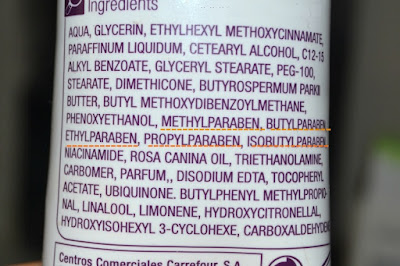 Ingredients
AQUA, GLYCERIN, ETHYLHEXYL METHOXYCINNAMATE,
PARAFFINUM LIQUIDUM, CETEARYL ALCOHOL, C12-15
ALKYL BENZOATE, GLYCERYL STEARATE, PEG-100
STEARATE, DIMETHICONE, BUTYROSPERMUM PARKII
BUTTER, BUTYL METHOXYDIBENZOYLMETHANE,
PHENOXYETHANOL, METHYLPARABEN, BUTYLPARABEN
ETHYLPARABEN, PROPYLPARABEN, ISOBUTYLPARABEN
NIACINAMIDE, ROSA CANINA OIL, TRIETHANOLAMINE,
CARBOMER, PARFUM,, DISODIUM EDTA, TOCOPHERYL
ACETATE, UBIQUINONE. BUTYLPHENYL METHYLPROPIO-
NAL, LINALOOL, LIMONENE, HYDROXYCITRONELLAL,
HYDROXYISOHEXYL 3-CYCLOHEXE, CARBOXALDEHYDE
Centros Comerciales Carrefour, S.A.